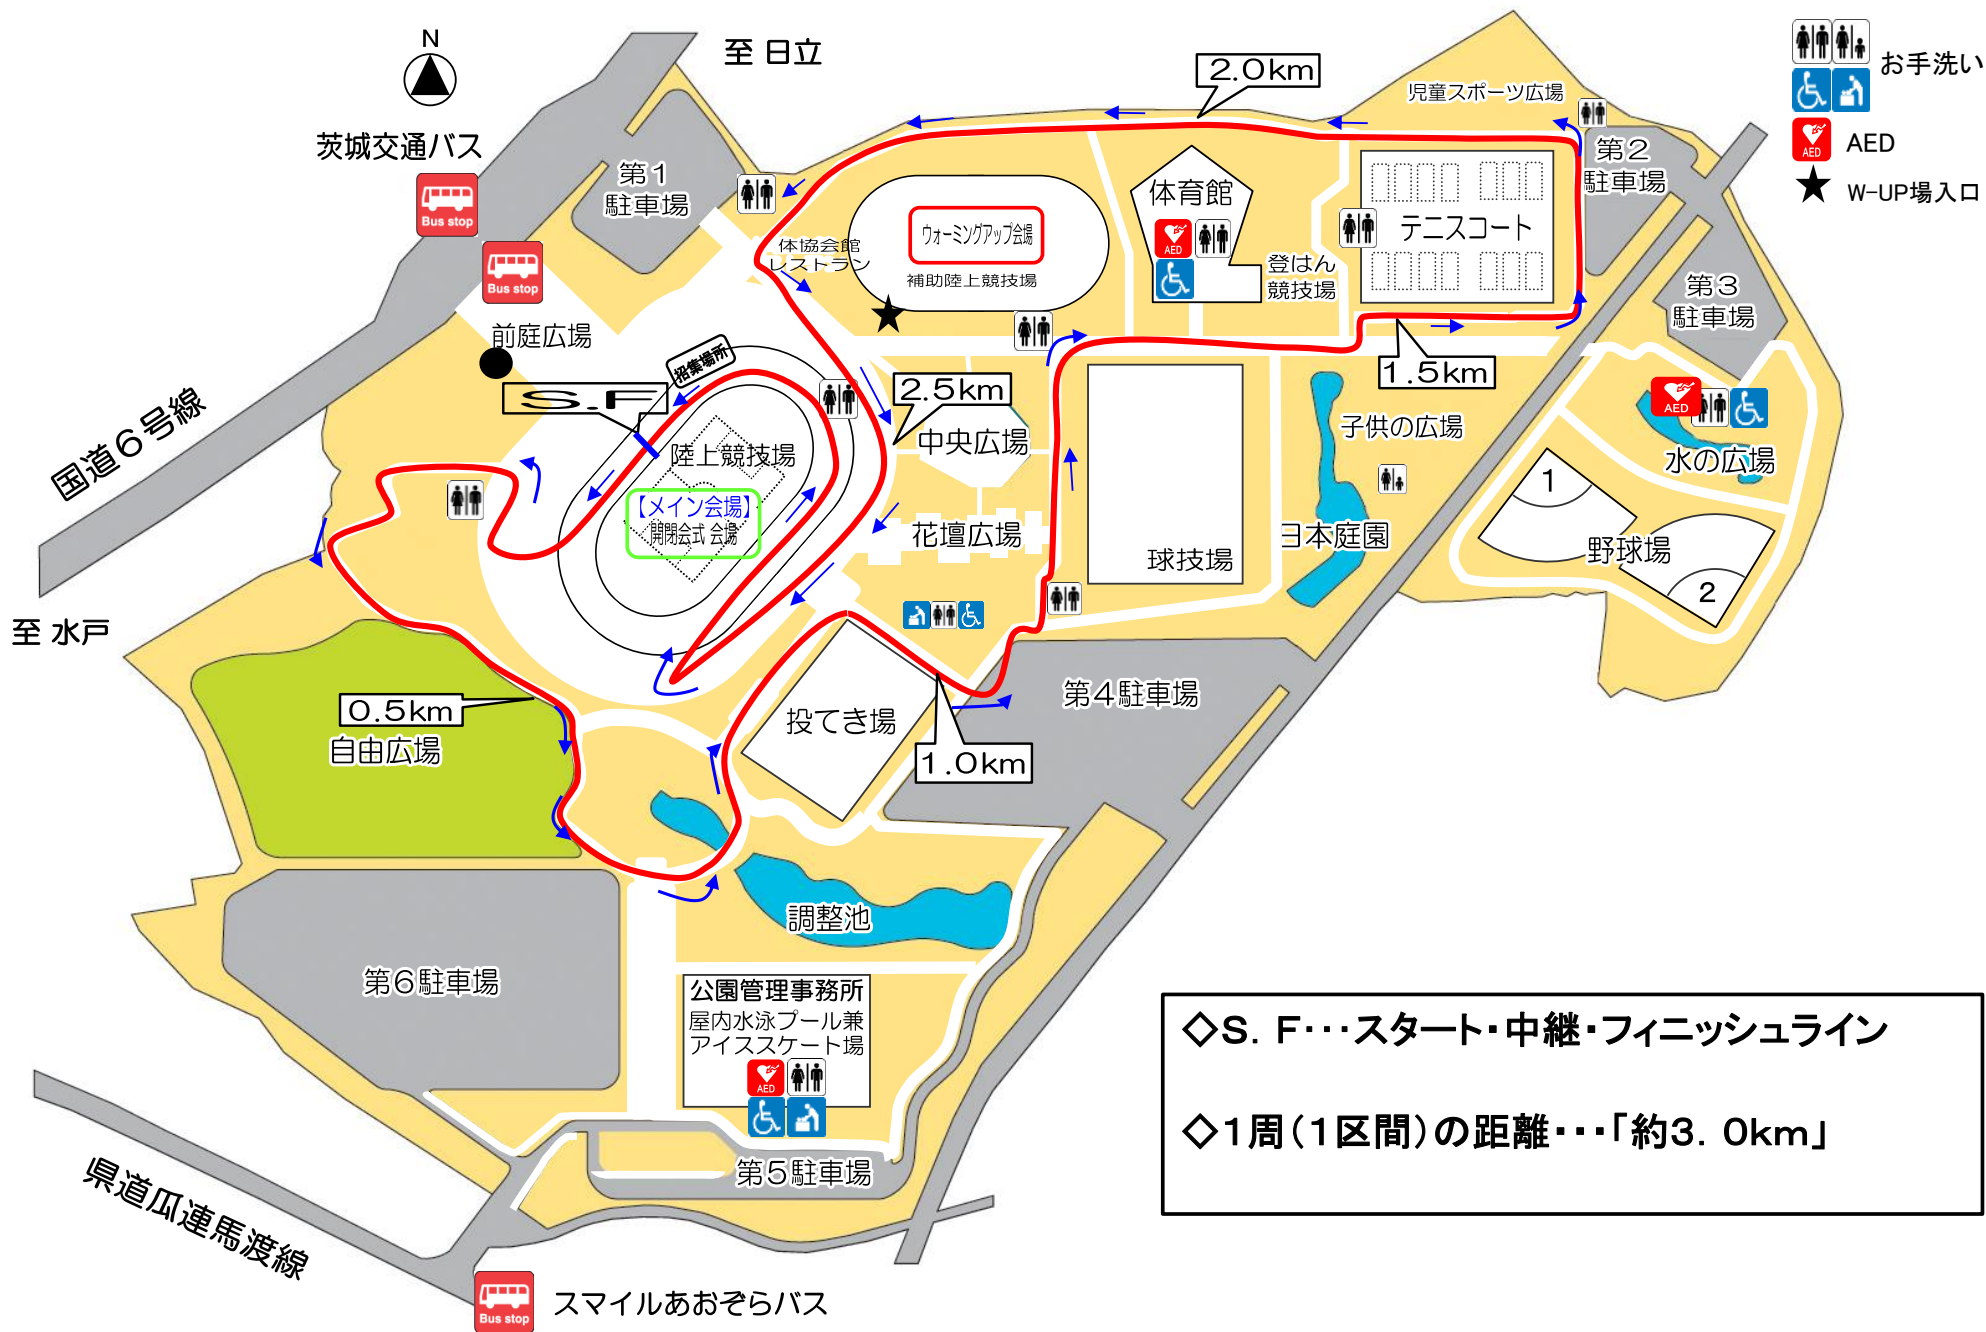 N
至 日立
茨城交通バス
Bus stop
Bus stop
第1
駐車場
2.0km
児童スポーツ広場
お手洗い
AED
AED
W-UP場入口
第2
駐車場
体育館
AED
テニスコート
ウォーミングアップ会場
補助陸上競技場
体協会館
レストラン
登はん
競技場
第3
駐車場
前庭広場
招集場所
S.F
2.5km
1.5km
国道6号線
陸上競技場
【メイン会場】
開閉会式 会場
中央広場
子供の広場
AED
水の広場
1
野球場
2
花壇広場
球技場
日本庭園
至 水戸
0.5km
自由広場
投てき場
第4駐車場
1.0km
調整池
第6駐車場
公園管理事務所
屋内水泳プール兼
アイススケート場
AED
第5駐車場
県道瓜連馬渡線
Bus stop
スマイルあおぞらバス
◇S.F・・・スタート・中継・フィニッシュライン
◇1周(1区間)の距離・・・「約3.0km」